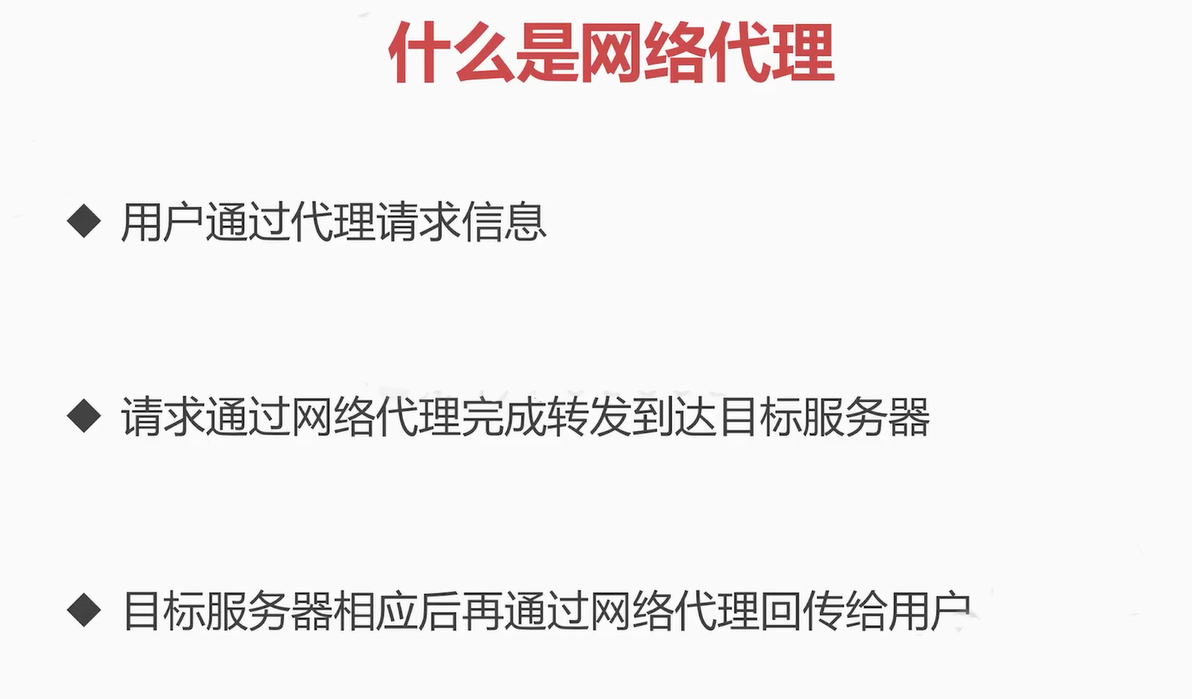 什么是网络代理
◆ 用户通过代理请求信息
◆ 请求通过网络代理完成转发到达目标服务器
◆ 目标服务器相应后再通过网络代理回传给用户